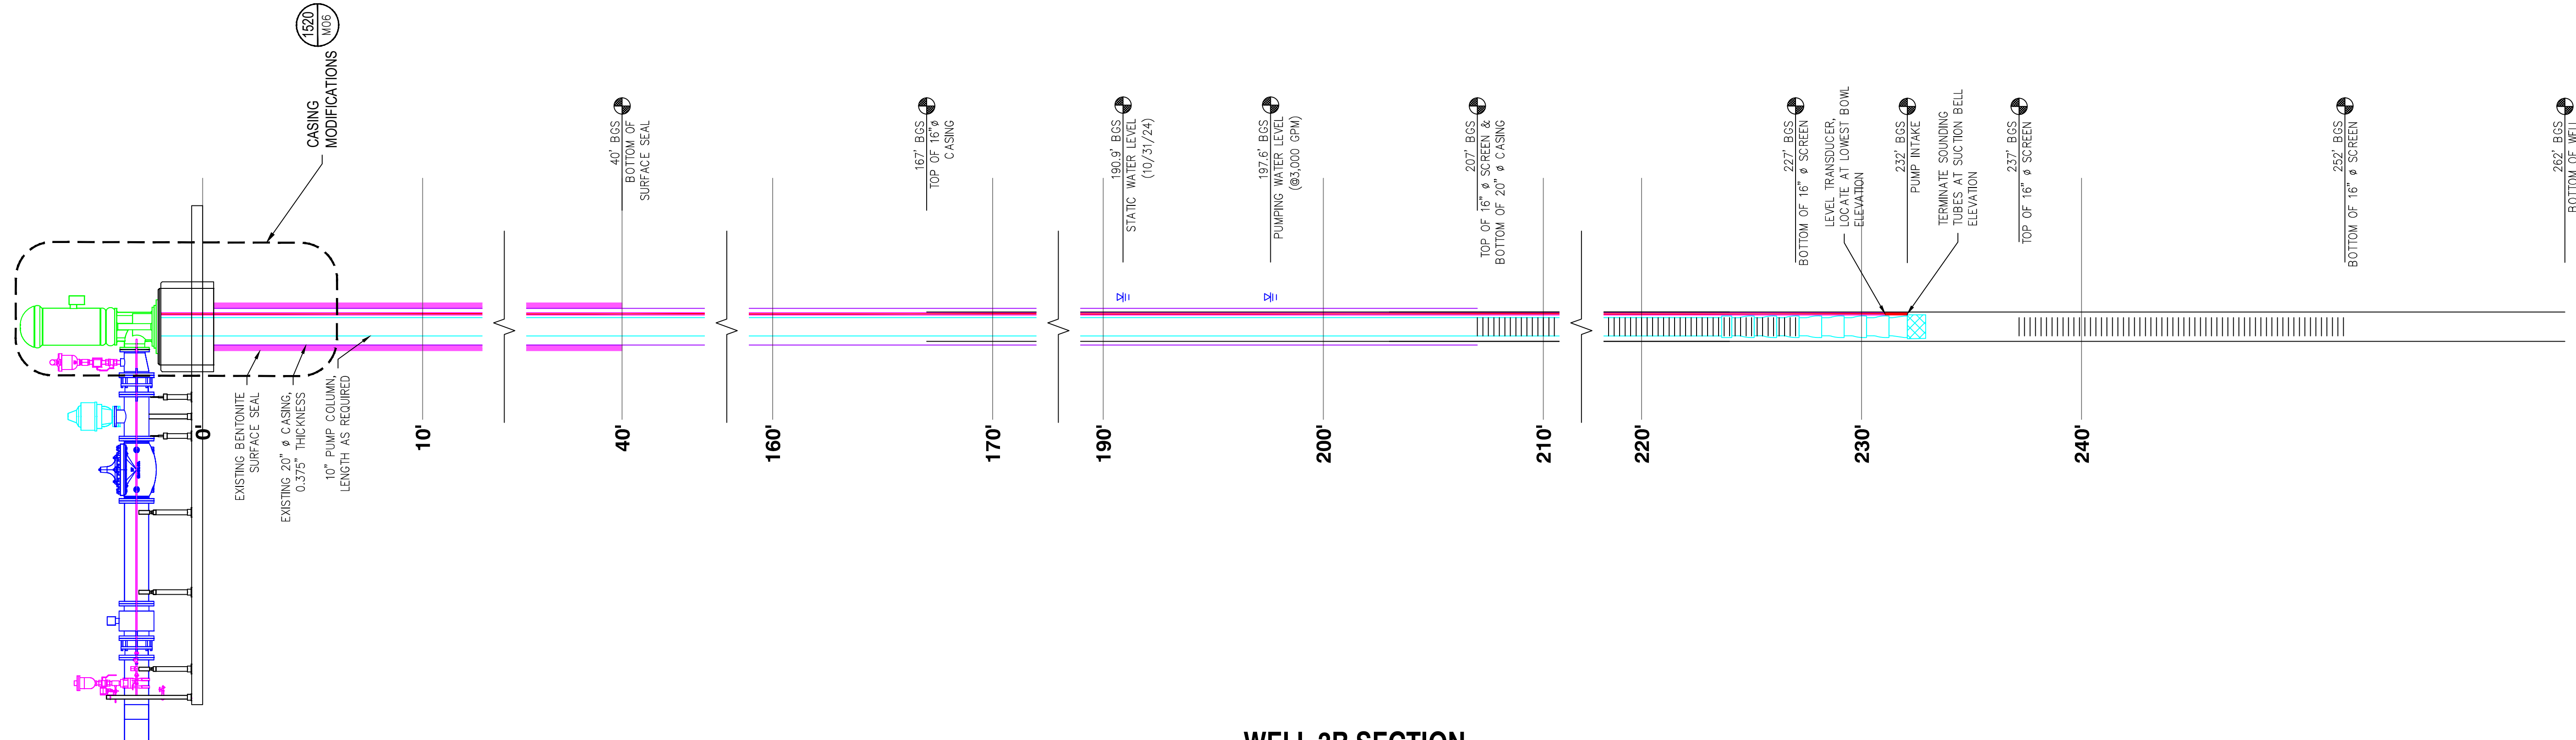 1520
M06
CASING
MODIFICATIONS
40' BGS
BOTTOM OF
SURFACE SEAL
167' BGS
TOP OF 16"ø
CASING
190.9' BGS
STATIC WATER LEVEL
(10/31/24)
197.6' BGS
PUMPING WATER LEVEL
(@3,000 GPM)
207' BGS
TOP OF 16" ø SCREEN &
BOTTOM OF 20" ø CASING
227' BGS
BOTTOM OF 16" ø SCREEN
LEVEL TRANSDUCER,
LOCATE AT LOWEST BOWL
ELEVATION
232' BGS
PUMP INTAKE
TERMINATE SOUNDING
TUBES AT SUCTION BELL
ELEVATION
237' BGS
TOP OF 16" ø SCREEN
252' BGS
BOTTOM OF 16" ø SCREEN
262' BGS
BOTTOM OF WELL
EXISTING BENTONITE
SURFACE SEAL
EXISTING 20" ø CASING,
0.375" THICKNESS
10" PUMP COLUMN,
LENGTH AS REQUIRED
0'
10'
40'
160'
170'
190'
200'
210'
220'
230'
240'